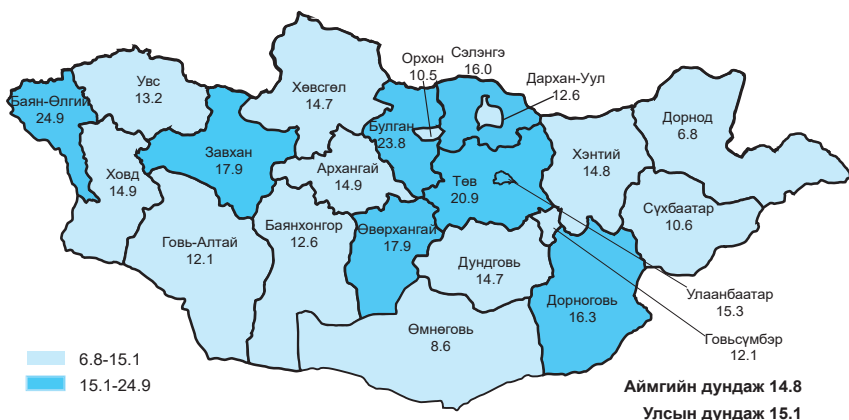 Орхон
10.5
Сэлэнгэ
16.0
Дархан-Уул
12.6
Увс
13.2
Хөвсгөл
14.7
Баян-Өлгий
24.9
Дорнод
6.8
Булган
23.8
Завхан
17.9
Хэнтий
14.8
Архангай
14.9
Ховд
14.9
Төв
20.9
Сүхбаатар
10.6
Баянхонгор
12.6
Өвөрхангай
17.9
Говь-Алтай
12.1
Дундговь
14.7
Улаанбаатар
15.3
Дорноговь
16.3
Өмнөговь
8.6
Говьсүмбэр
12.1
6.8-15.1
15.1-24.9
Аймгийн дундаж 14.8
Улсын дундаж 15.1